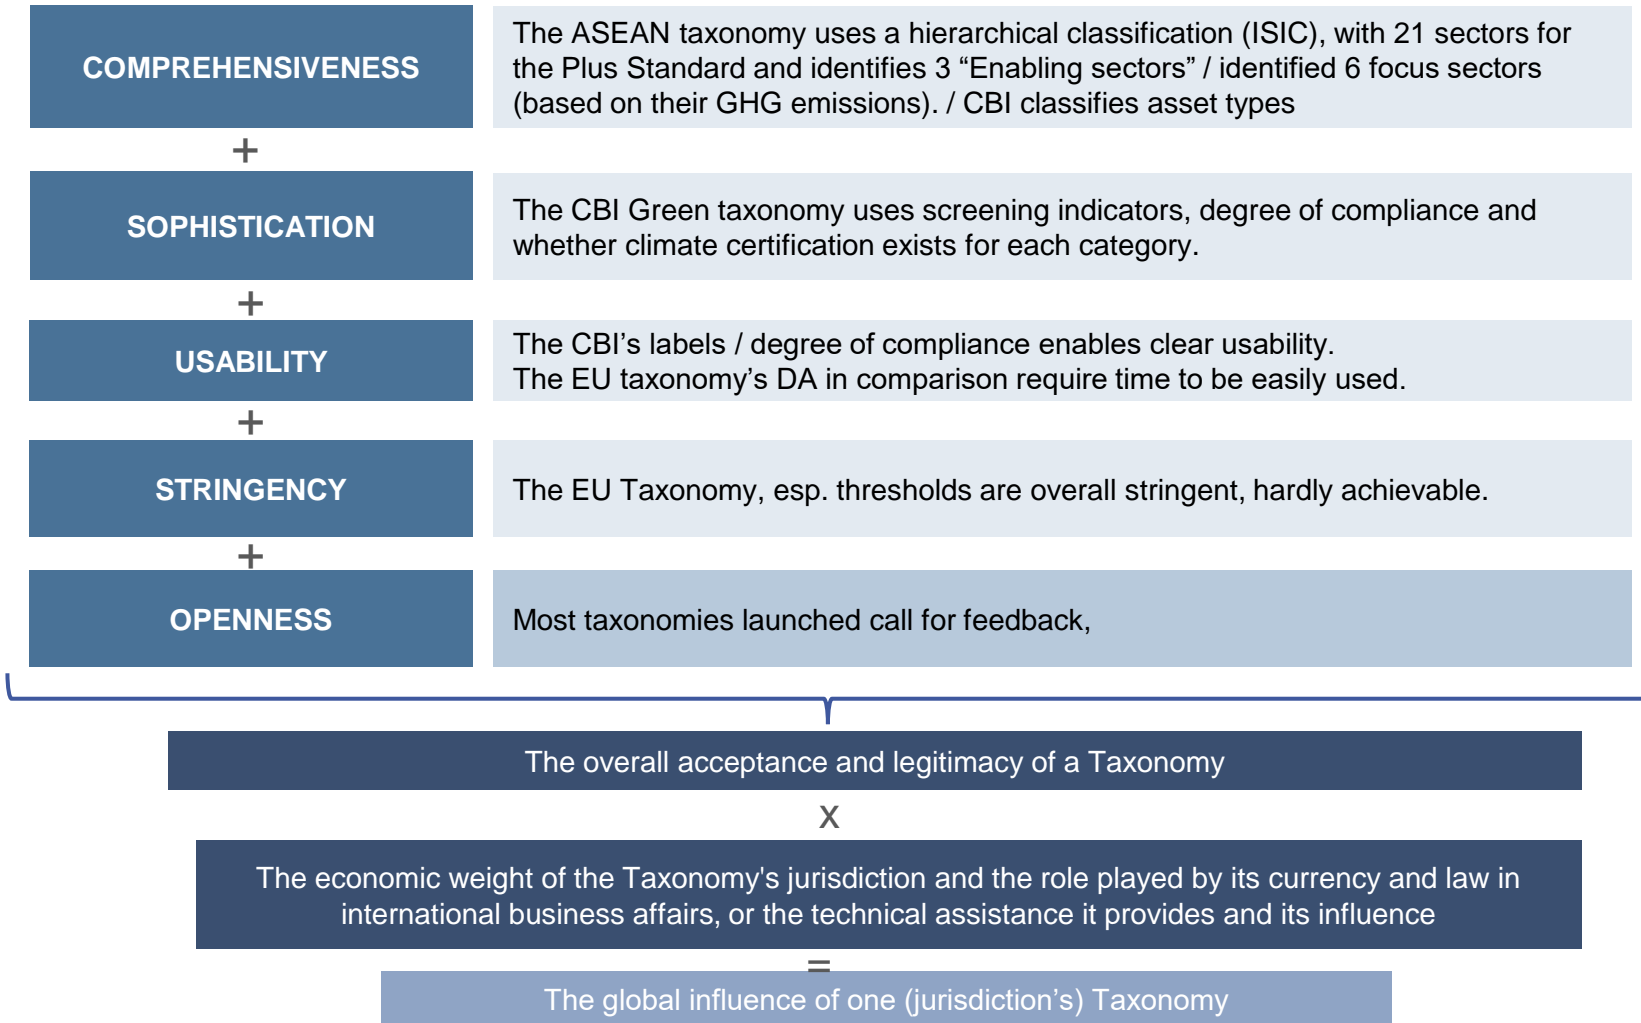 COMPREHENSIVENESS
The ASEAN taxonomy uses a hierarchical classification (ISIC), with 21 sectors for
the Plus Standard and identifies 3 “Enabling sectors” / identified 6 focus sectors
(based on their GHG emissions). / CBI classifies asset types
+
SOPHISTICATION
The CBI Green taxonomy uses screening indicators, degree of compliance and
whether climate certification exists for each category.
+
USABILITY
The CBI’s labels / degree of compliance enables clear usability.
The EU taxonomy’s DA in comparison require time to be easily used.
+
STRINGENCY
The EU Taxonomy, esp. thresholds are overall stringent, hardly achievable.
+
OPENNESS
Most taxonomies launched call for feedback,
The overall acceptance and legitimacy of a Taxonomy
x
The economic weight of the Taxonomy's jurisdiction and the role played by its currency and law in
international business affairs, or the technical assistance it provides and its influence
=
The global influence of one (jurisdiction’s) Taxonomy